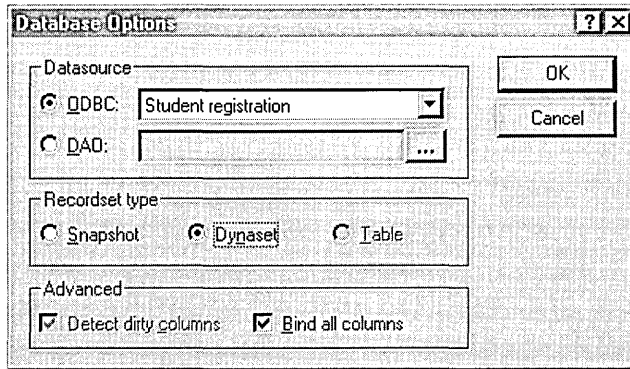 Database Options
Datasource
ODBC: Student registration
DAO: ...
OK
Cancel
Recordset type
Snapshot Dynaset Table
Advanced
Detect dirty columns Bind all columns